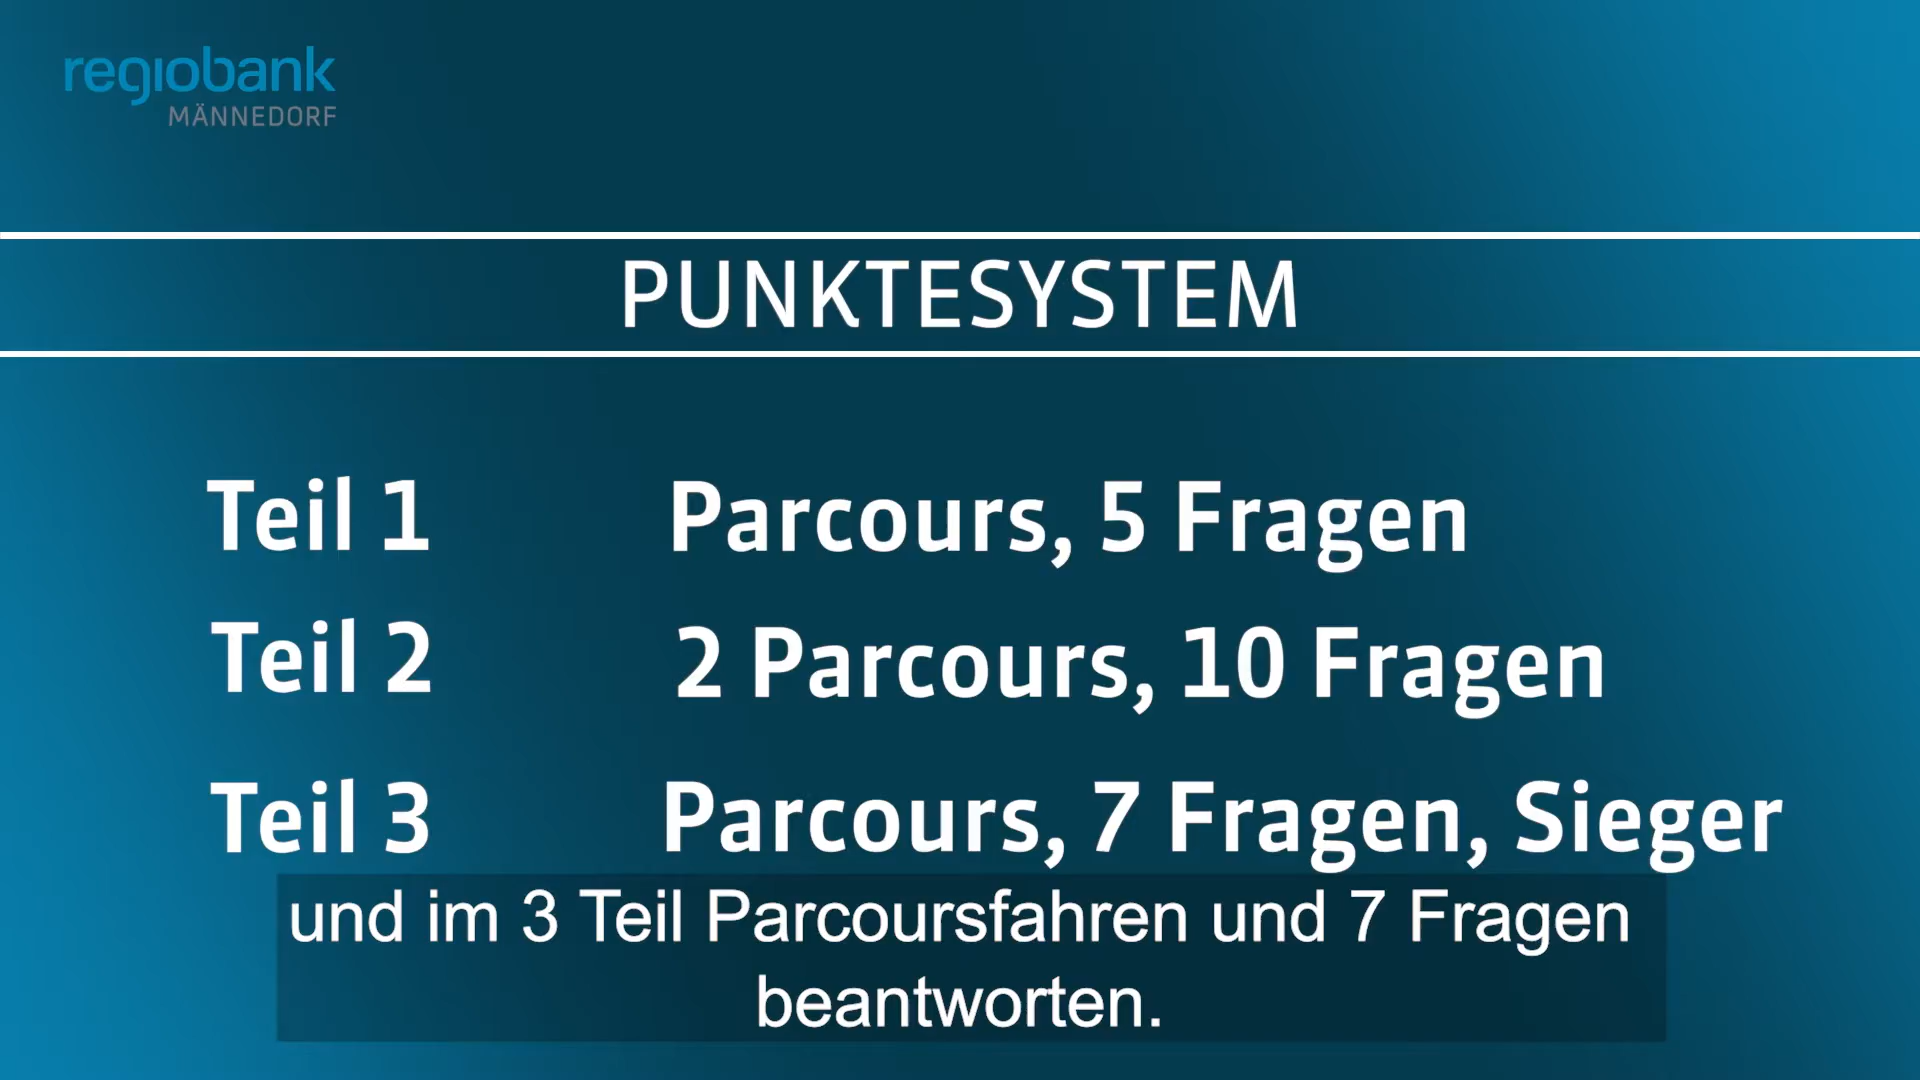 regiobank
MÄNNEDORF
PUNKTESYSTEM
Teil 1 Parcours, 5 Fragen
Teil 2 2 Parcours, 10 Fragen
Teil 3 Parcours, 7 Fragen, Sieger
und im 3 Teil Parcoursfahren und 7 Fragen
beantworten.